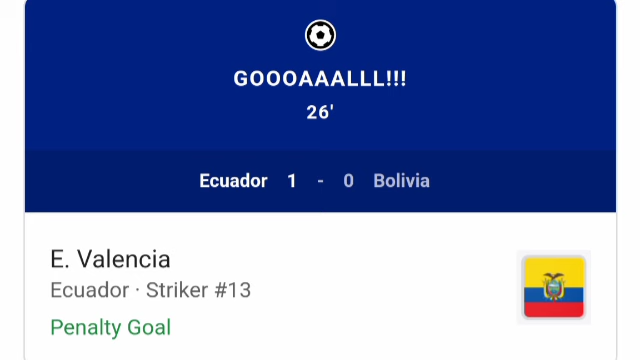 GOOOAAALLL!!!
26'
Ecuador 1 - 0 Bolivia
E. Valencia
Ecuador · Striker #13
Penalty Goal